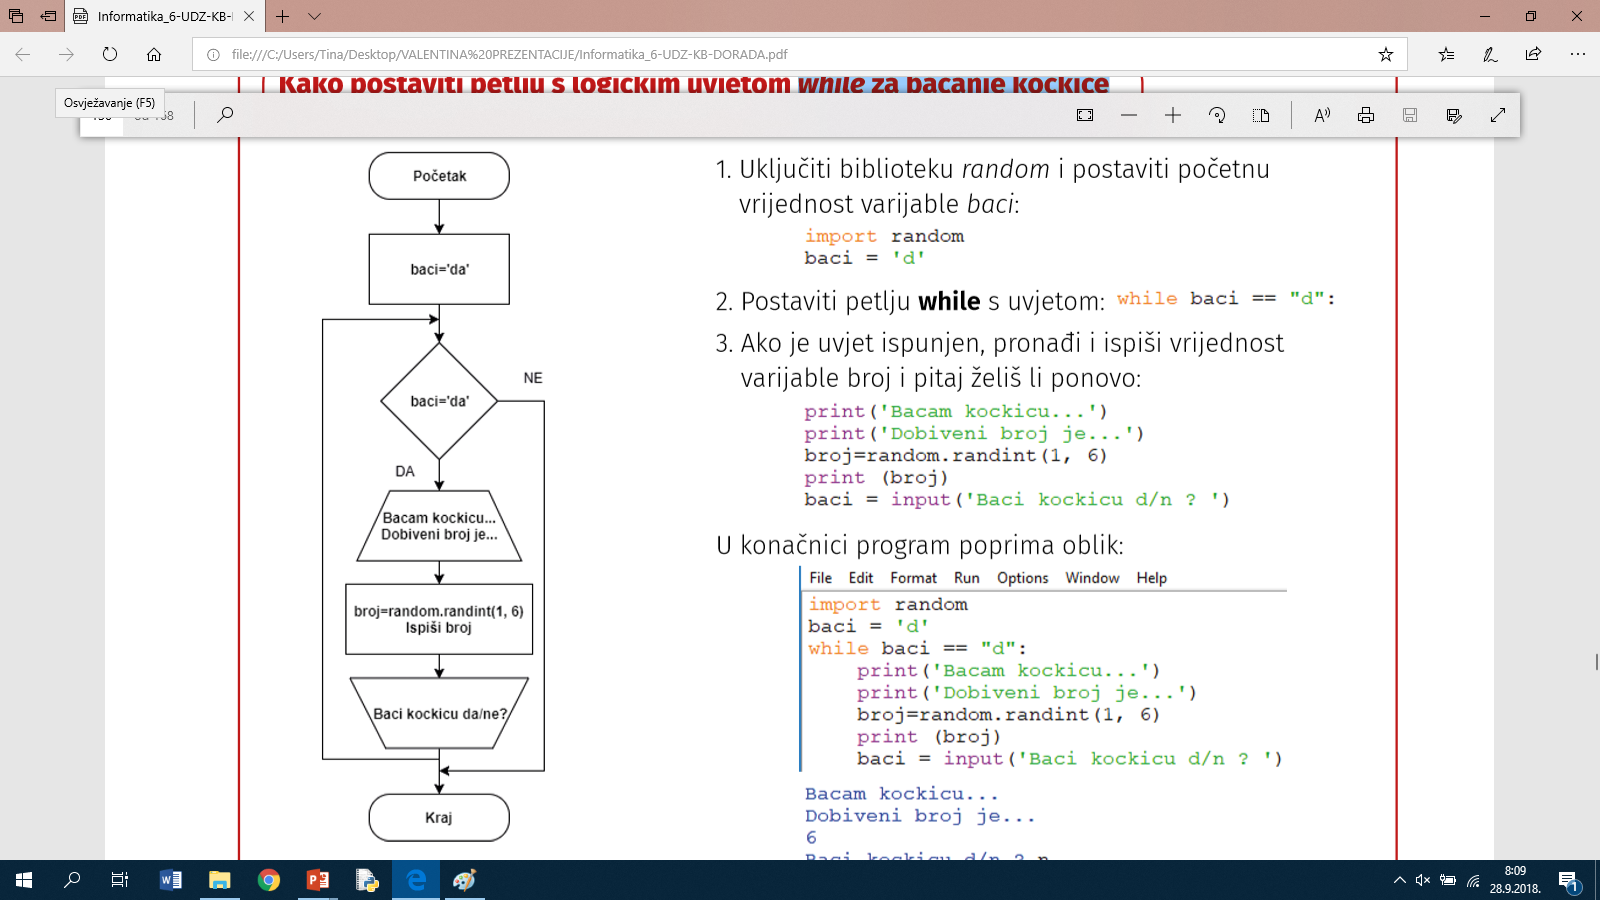 Informatika_6-UDZ-KB-I
file:///C:/Users/Tina/Desktop/VALENTINA%20PREZENTACIJE/Informatika_6-UDZ-KB-DORADA.pdf
Kako postaviti petlju s logičkim uvjetom while za bacanje kockice
Osvježavanje (F5)
Početak
baci='da'
baci='da'
NE
DA
Bacam kockicu...
Dobiveni broj je...
broj=random.randint(1, 6)
Ispiši broj
Baci kockicu da/ne?
Kraj
1. Uključiti biblioteku random i postaviti početnu
vrijednost varijable baci:
import random
baci = 'd'
2. Postaviti petlju while s uvjetom: while baci == "d":
3. Ako je uvjet ispunjen, pronađi i ispiši vrijednost
varijable broj i pitaj želiš li ponovo:
print('Bacam kockicu...')
print('Dobiveni broj je...')
broj=random.randint(1, 6)
print (broj)
baci = input('Baci kockicu d/n ? ')
U konačnici program poprima oblik:
File Edit Format Run Options Window Help
import random
baci = 'd'
while baci == "d":
    print('Bacam kockicu...')
    print('Dobiveni broj je...')
    broj=random.randint(1, 6)
    print (broj)
    baci = input('Baci kockicu d/n ? ')
Bacam kockicu...
Dobiveni broj je...
6
Baci kockicu d/n ? n
8:09
28.9.2018.
1